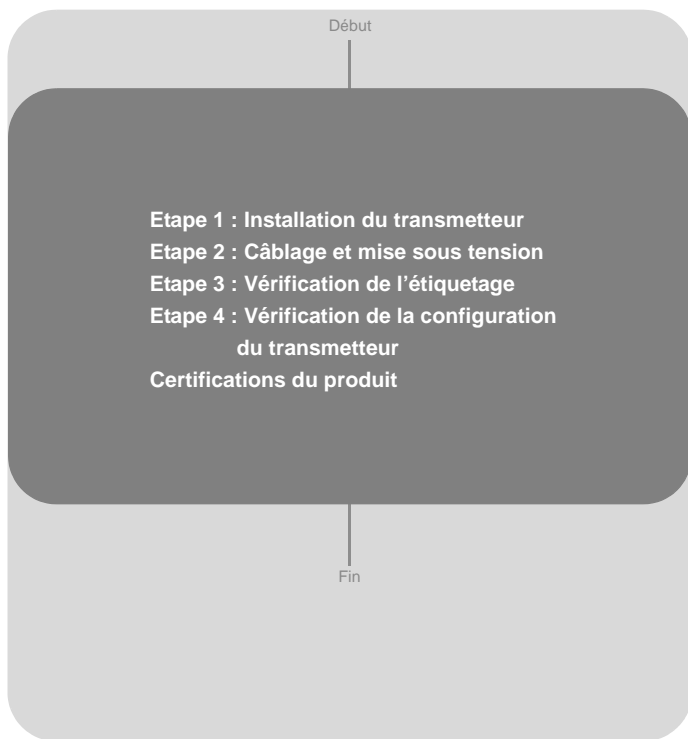 Début
Etape 1 : Installation du transmetteur
Etape 2 : Câblage et mise sous tension
Etape 3 : Vérification de l’étiquetage
Etape 4 : Vérification de la configuration
du transmetteur
Certifications du produit
Fin